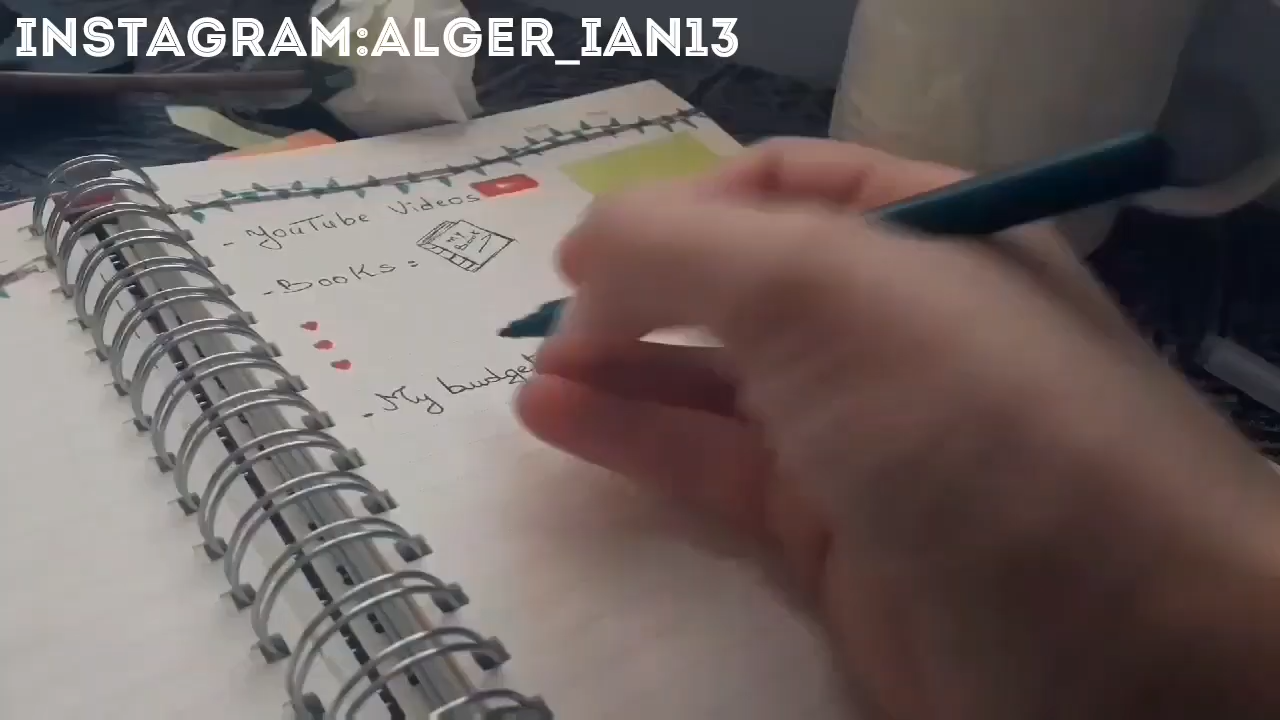 INSTAGRAM:ALGER_IAN13
- YouTube Videos
- Books :
MY BOOK
- My budget